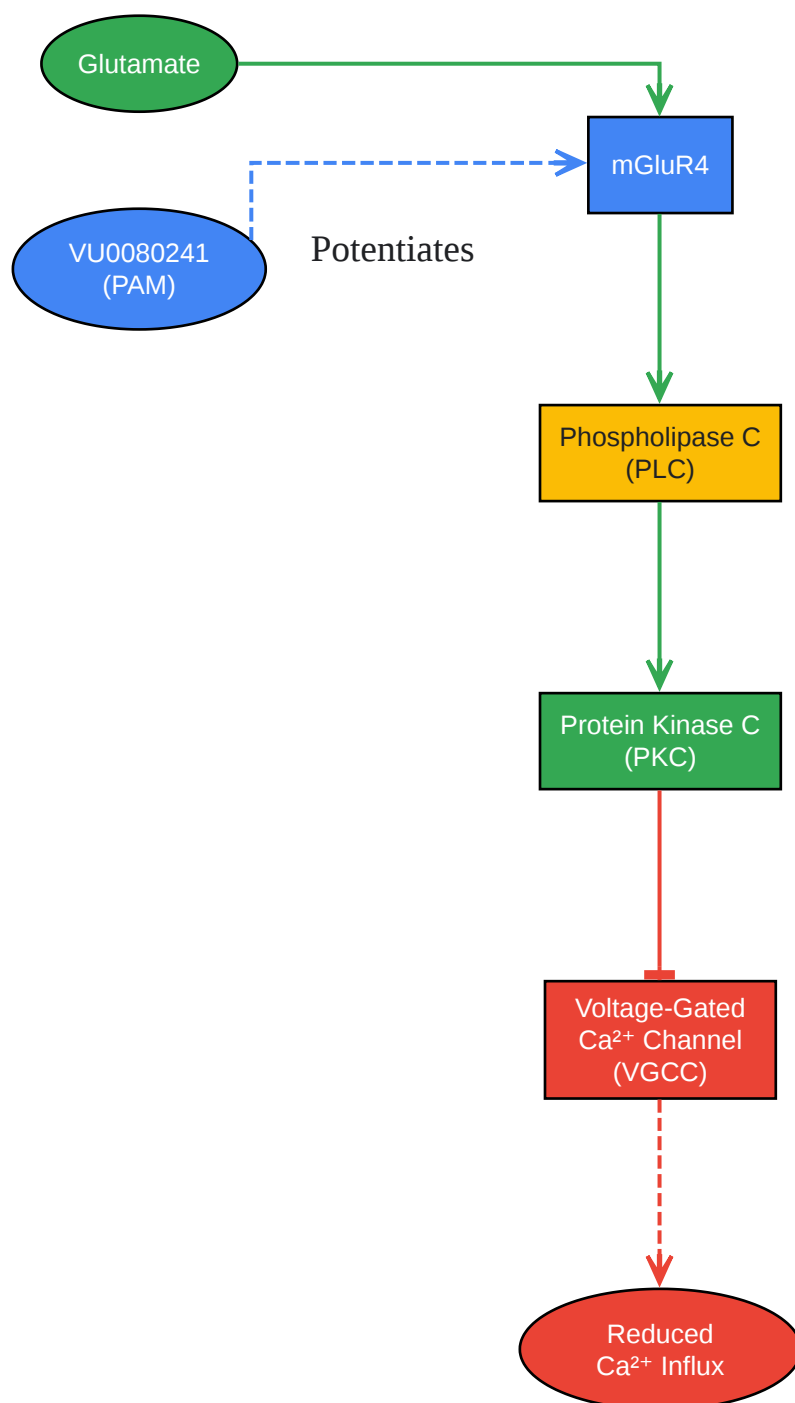 Glutamate
mGluR4
VU0080241
(PAM)
Potentiates
Phospholipase C
(PLC)
Protein Kinase C
(PKC)
Voltage-Gated
Ca²⁺ Channel
(VGCC)
Reduced
Ca²⁺ Influx